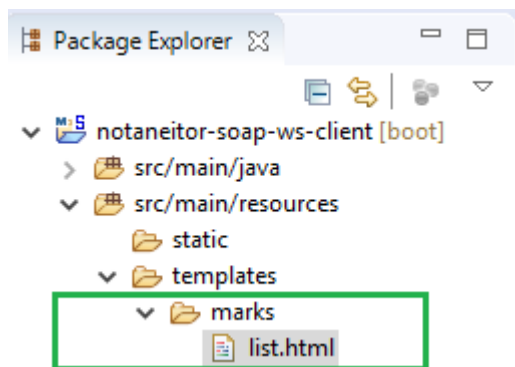 Package Explorer
M S
notaneitor-soap-ws-client [boot]
src/main/java
src/main/resources
static
templates
marks
list.html